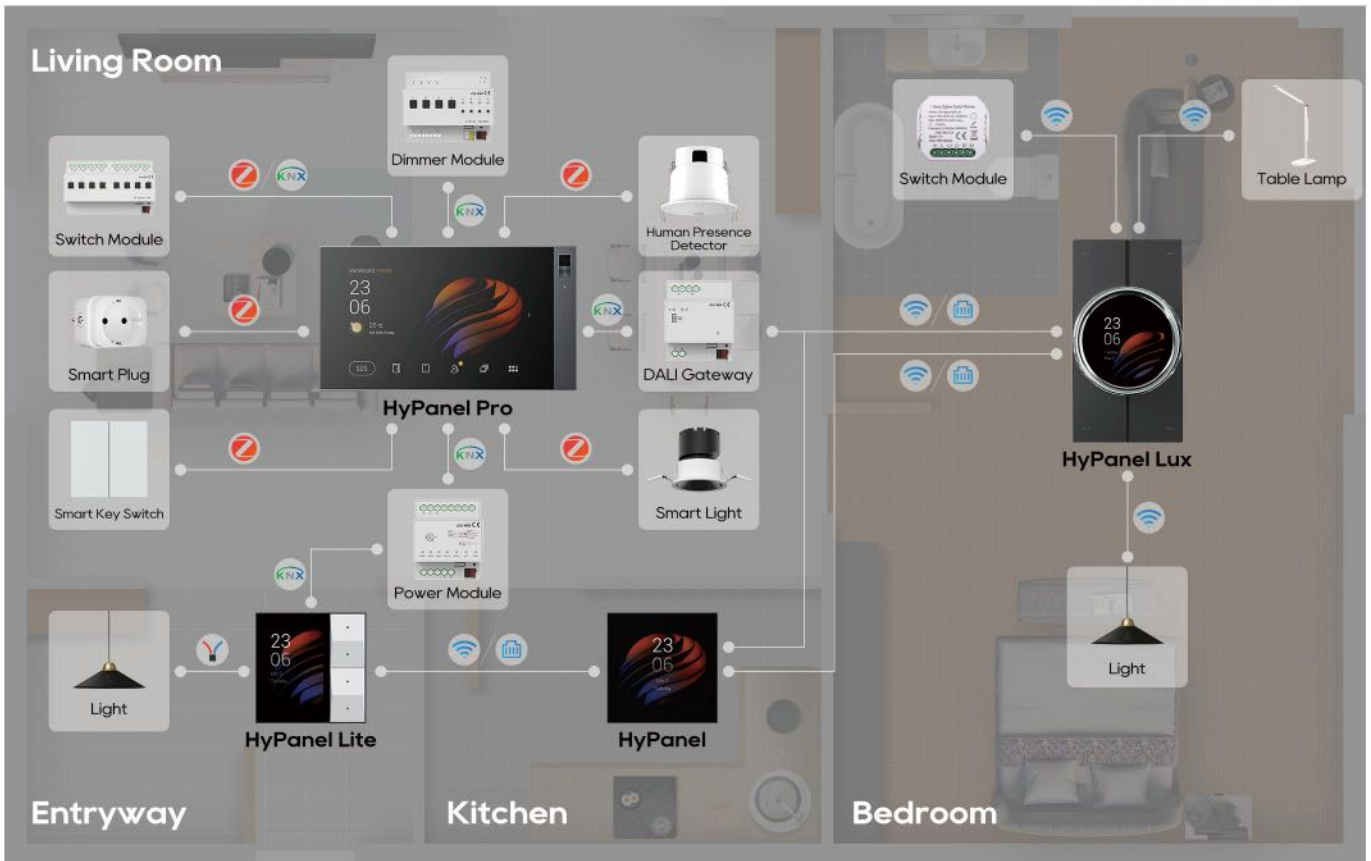 Living Room
Dimmer Module
Switch Module
Z
KNX
KNX
Z
Human Presence
Detector
Switch Module
Table Lamp
Smart Plug
Z
23
06
SOS
HyPanel Pro
KNX
DALI Gateway
23
06
HyPanel Lux
Smart Key Switch
Z
KNX
Z
Smart Light
Power Module
KNX
Light
23
06
HyPanel Lite
23
06
Tuesday
HyPanel
Light
Entryway
Kitchen
Bedroom